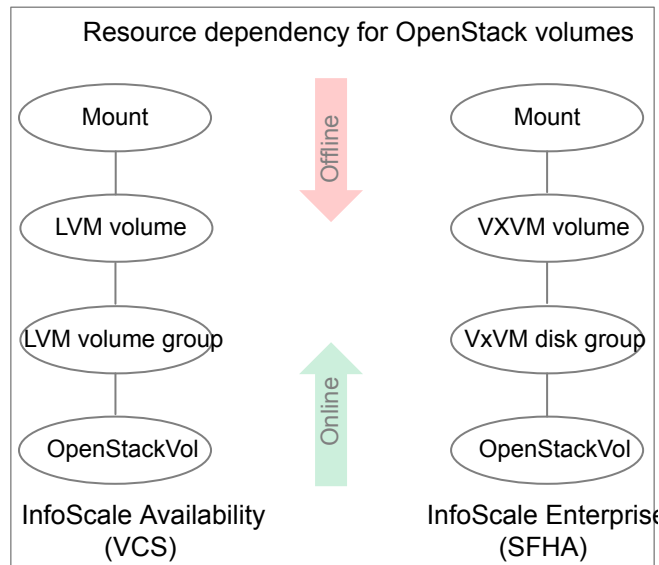 Resource dependency for OpenStack volumes
Mount
Offline
Mount
LVM volume
VXVM volume
LVM volume group
VxVM disk group
Online
OpenStackVol
OpenStackVol
InfoScale Availability
(VCS)
InfoScale Enterprise
(SFHA)